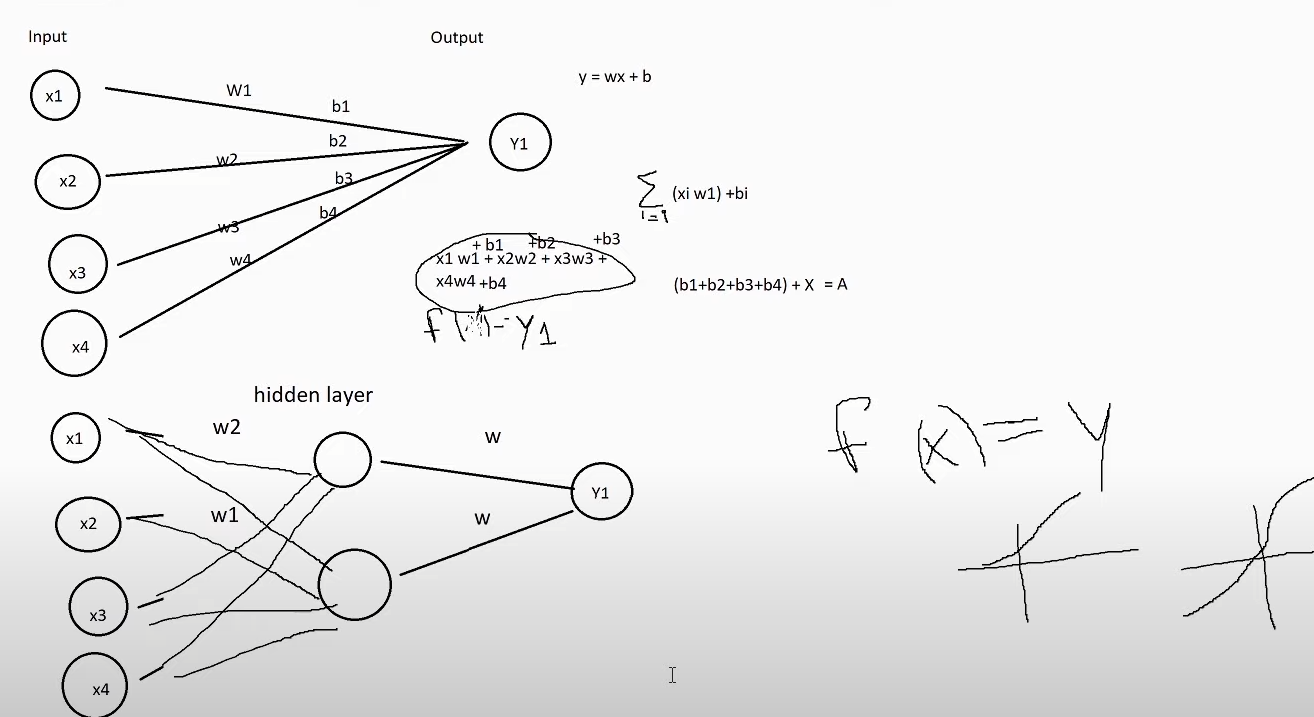 Input
Output
x1
W1
b1
y = wx + b
b2
Y1
x2
w2
b3
∑ (xi w1) +bi
i=1
b4
w3
+ b1 +b2 +b3
x1 w1 + x2w2 + x3w3 +
x3
w4
x4w4 +b4
(b1+b2+b3+b4) + X = A
f ( )= Y1
x4
hidden layer
x1
w2
w
f (x) = Y
Y1
x2
w1
w
x3
x4